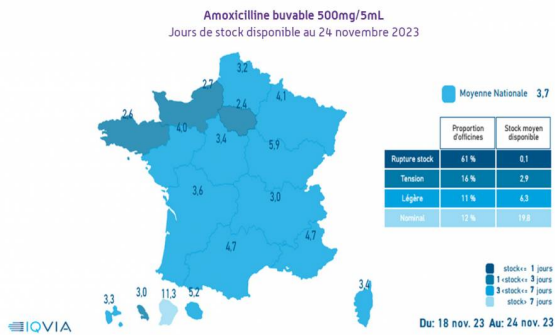 Amoxicilline buvable 500mg/5mL
Jours de stock disponible au 24 novembre 2023
3,2
2,7
4,1
Moyenne Nationale 3,7
2,6
2,4
4,0
3,4
5,9
3,6
3,0
4,7
4,7
Proportion d'officines
Stock moyen disponible
Rupture stock 61 % 0,1
Tension 16 % 2,9
Légère 11 % 6,3
Nominal 12 % 19,8
3,3
3,0
11,3
5,2
3,4
stock<= 1 jours
1 <stock<= 3 jours
3 <stock<= 7 jours
stock> 7 jours
IQVIA
Du: 18 nov. 23 Au: 24 nov. 23